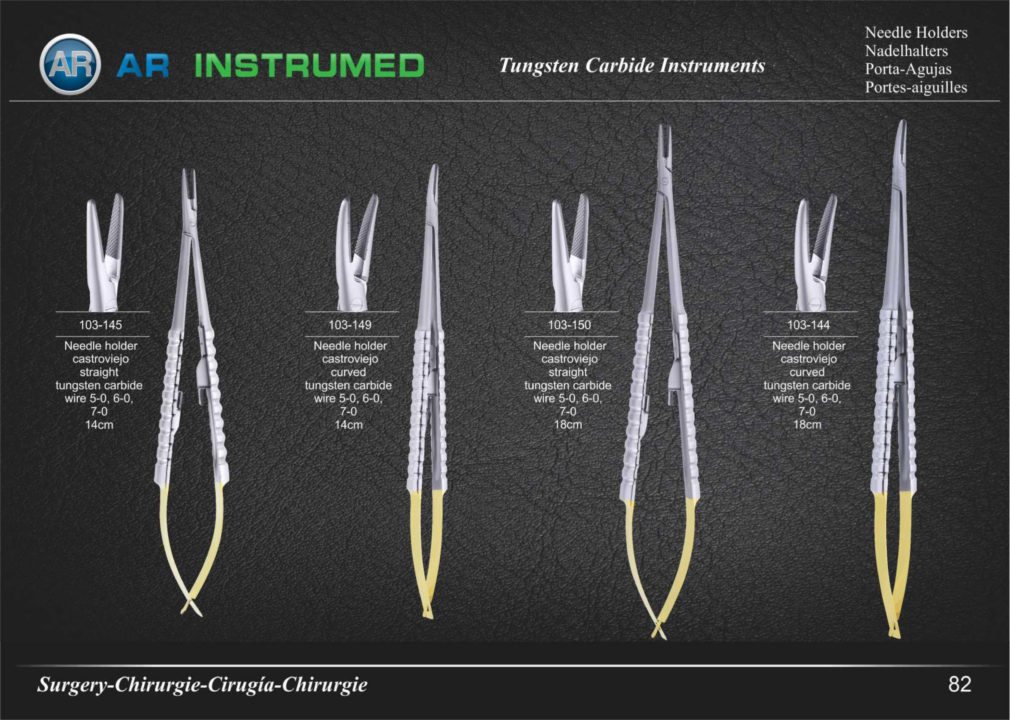 AR AR INSTRUMED
Tungsten Carbide Instruments
Needle Holders
Nadelhalters
Porta-Agujas
Portes-aiguilles
103-145
Needle holder
castroviejo
straight
tungsten carbide
wire 5-0, 6-0,
7-0
14cm
103-149
Needle holder
castroviejo
curved
tungsten carbide
wire 5-0, 6-0,
7-0
14cm
103-150
Needle holder
castroviejo
straight
tungsten carbide
wire 5-0, 6-0,
7-0
18cm
103-144
Needle holder
castroviejo
curved
tungsten carbide
wire 5-0, 6-0,
7-0
18cm
Surgery-Chirurgie-Cirugía-Chirurgie
82